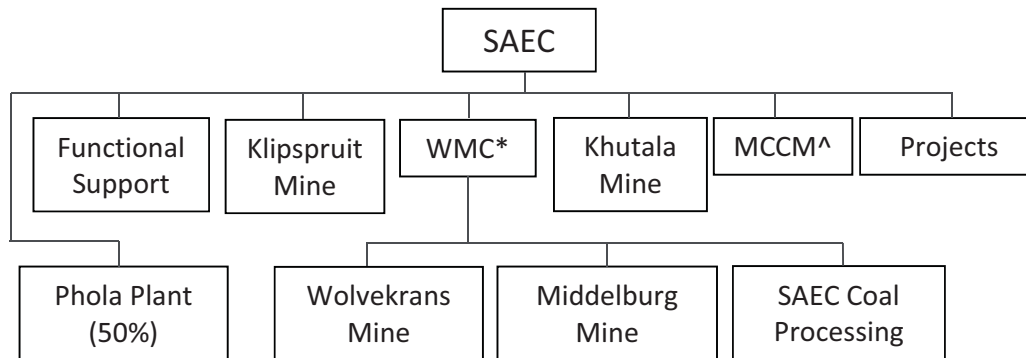 SAEC
Functional
Support
Klipspruit
Mine
WMC*
Khutala
Mine
MCCM^
Projects
Phola Plant
(50%)
Wolvekrans
Mine
Middelburg
Mine
SAEC Coal
Processing